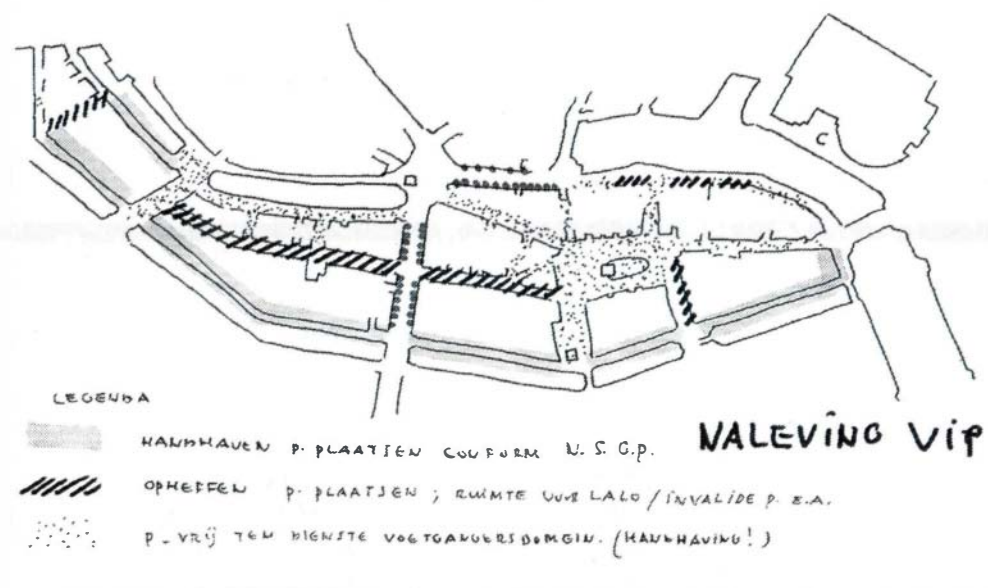 C
NALEVING VIP
LEGENDA
HANDHAVEN P. PLAATSEN CONFORM N.S.G.P.
OPHEFFEN P. PLAATSEN ; RUIMTE VOOR LALO / INVALIDE P. E.A.
P. VRIJ TEN DIENSTE VOETGANGERSDOMEIN. (HANDHAVING!)